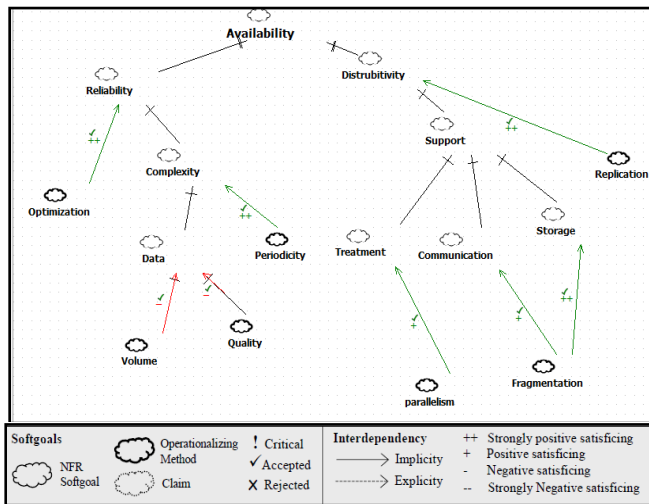 Availability
Distrubitivity
Reliability
++
Support
++
Complexity
Replication
Optimization
++
Storage
Data
Periodicity
Treatment
Communication
-
-
++
+
+
Volume
Quality
parallelism
Fragmentation
Softgoals
NFR
Softgoal
Operationalizing
Method
Claim
! Critical
✓ Accepted
X Rejected
Interdependency
Implicity
Explicity
++ Strongly positive satisficing
+ Positive satisficing
- Negative satisficing
-- Strongly Negative satisficing